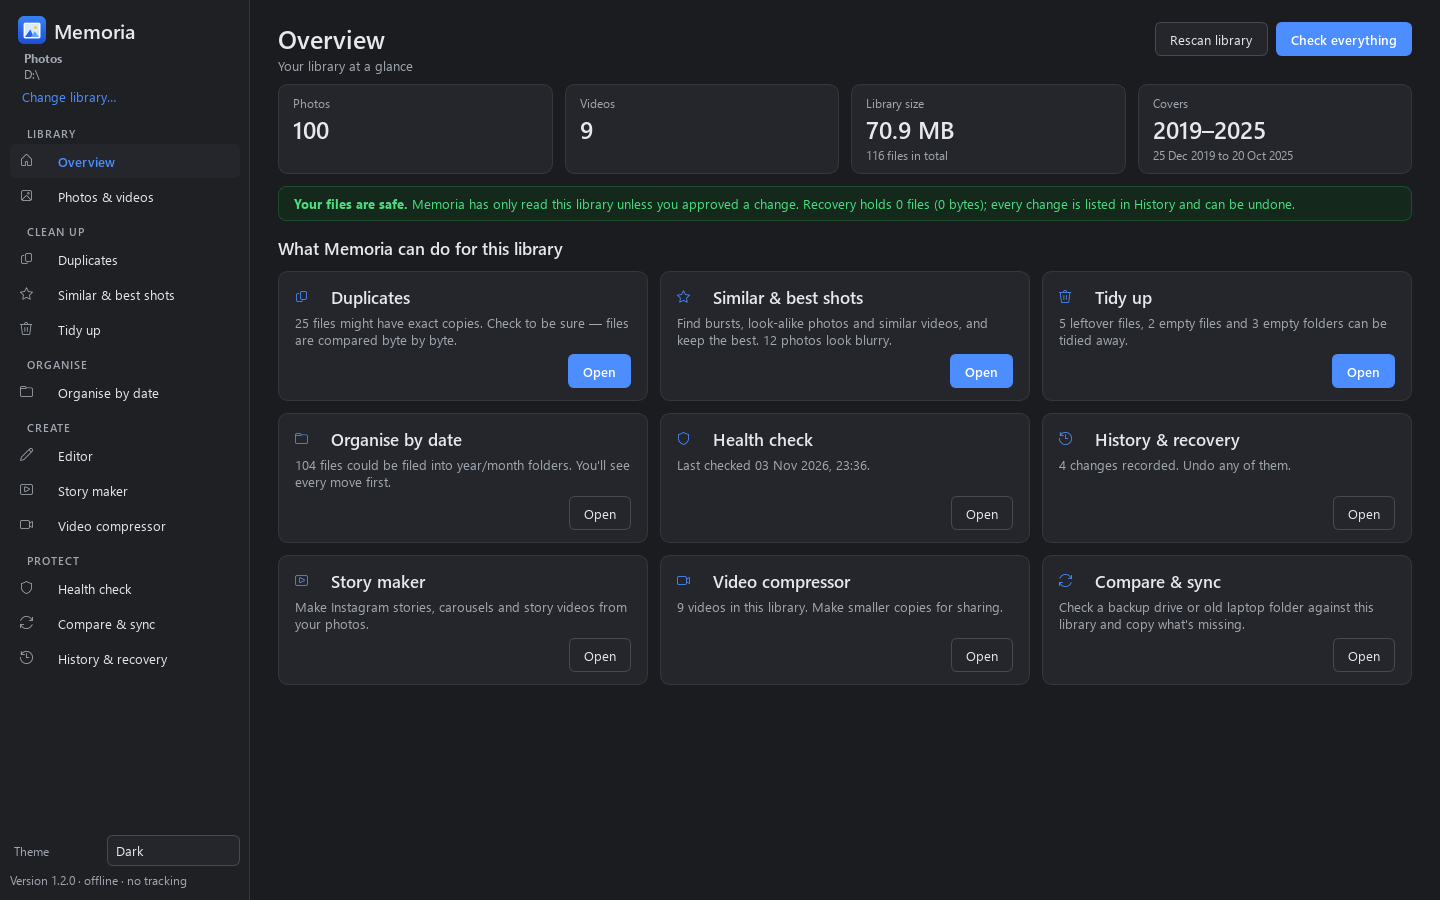 Memoria
Photos
D:\
Change library...
LIBRARY
Overview
Photos & videos
CLEAN UP
Duplicates
Similar & best shots
Tidy up
ORGANISE
Organise by date
CREATE
Editor
Story maker
Video compressor
PROTECT
Health check
Compare & sync
History & recovery
Theme
Dark
Version 1.2.0 · offline · no tracking
Overview
Your library at a glance
Rescan library
Check everything
Photos
100
Videos
9
Library size
70.9 MB
116 files in total
Covers
2019–2025
25 Dec 2019 to 20 Oct 2025
Your files are safe. Memoria has only read this library unless you approved a change. Recovery holds 0 files (0 bytes); every change is listed in History and can be undone.
What Memoria can do for this library
Duplicates
25 files might have exact copies. Check to be sure — files
are compared byte by byte.
Open
Similar & best shots
Find bursts, look-alike photos and similar videos, and
keep the best. 12 photos look blurry.
Open
Tidy up
5 leftover files, 2 empty files and 3 empty folders can be
tidied away.
Open
Organise by date
104 files could be filed into year/month folders. You'll see
every move first.
Open
Health check
Last checked 03 Nov 2026, 23:36.
Open
History & recovery
4 changes recorded. Undo any of them.
Open
Story maker
Make Instagram stories, carousels and story videos from
your photos.
Open
Video compressor
9 videos in this library. Make smaller copies for sharing.
Open
Compare & sync
Check a backup drive or old laptop folder against this
library and copy what's missing.
Open